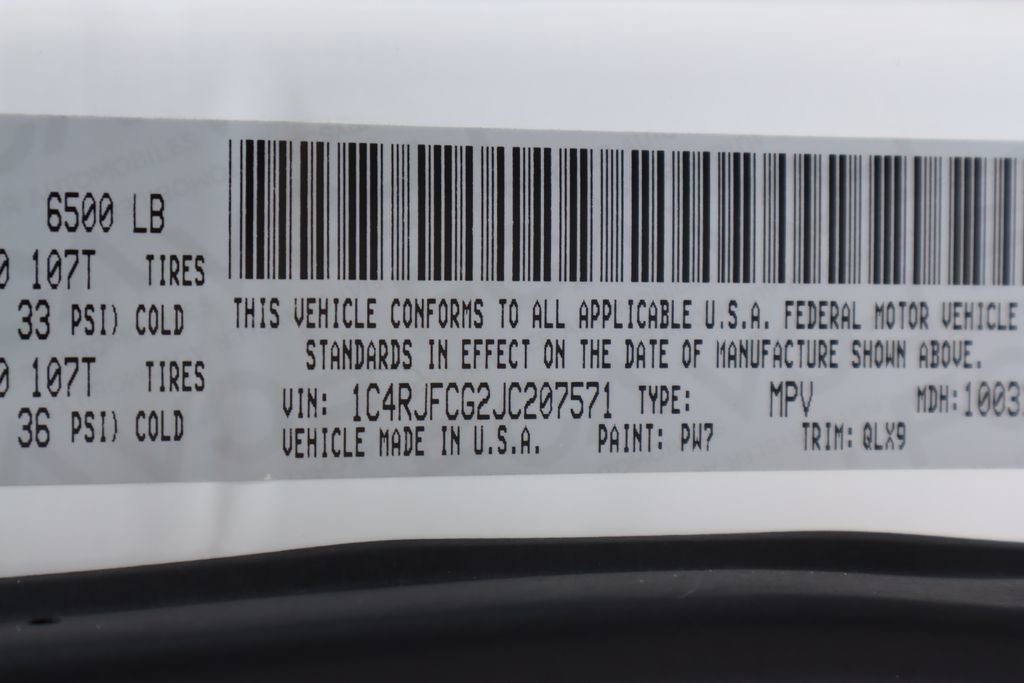 6500 LB
0 107T TIRES
33 PSI) COLD
0 107T TIRES
36 PSI) COLD
THIS VEHICLE CONFORMS TO ALL APPLICABLE U.S.A. FEDERAL MOTOR VEHICLE
STANDARDS IN EFFECT ON THE DATE OF MANUFACTURE SHOWN ABOVE.
VIN: 1C4RJFCG2JC207571 TYPE: MPV MDH: 1003
VEHICLE MADE IN U.S.A. PAINT: PW7 TRIM: QLX9